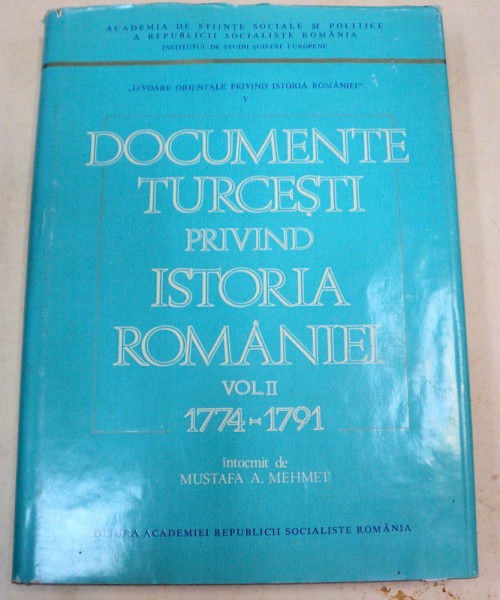 ACADEMIA DE ȘTIINȚE SOCIALE ȘI POLITICE
A REPUBLICII SOCIALISTE ROMÂNIA
INSTITUTUL DE STUDII SUD-EST EUROPENE
„IZVOARE ORIENTALE PRIVIND ISTORIA ROMÂNIEI"
V
DOCUMENTE
TURCEȘTI
PRIVIND
ISTORIA
ROMÂNIEI
VOL. II
1774-1791
întocmit de
MUSTAFA A. MEHMET
DITURA ACADEMIEI REPUBLICII SOCIALISTE ROMÂNIA